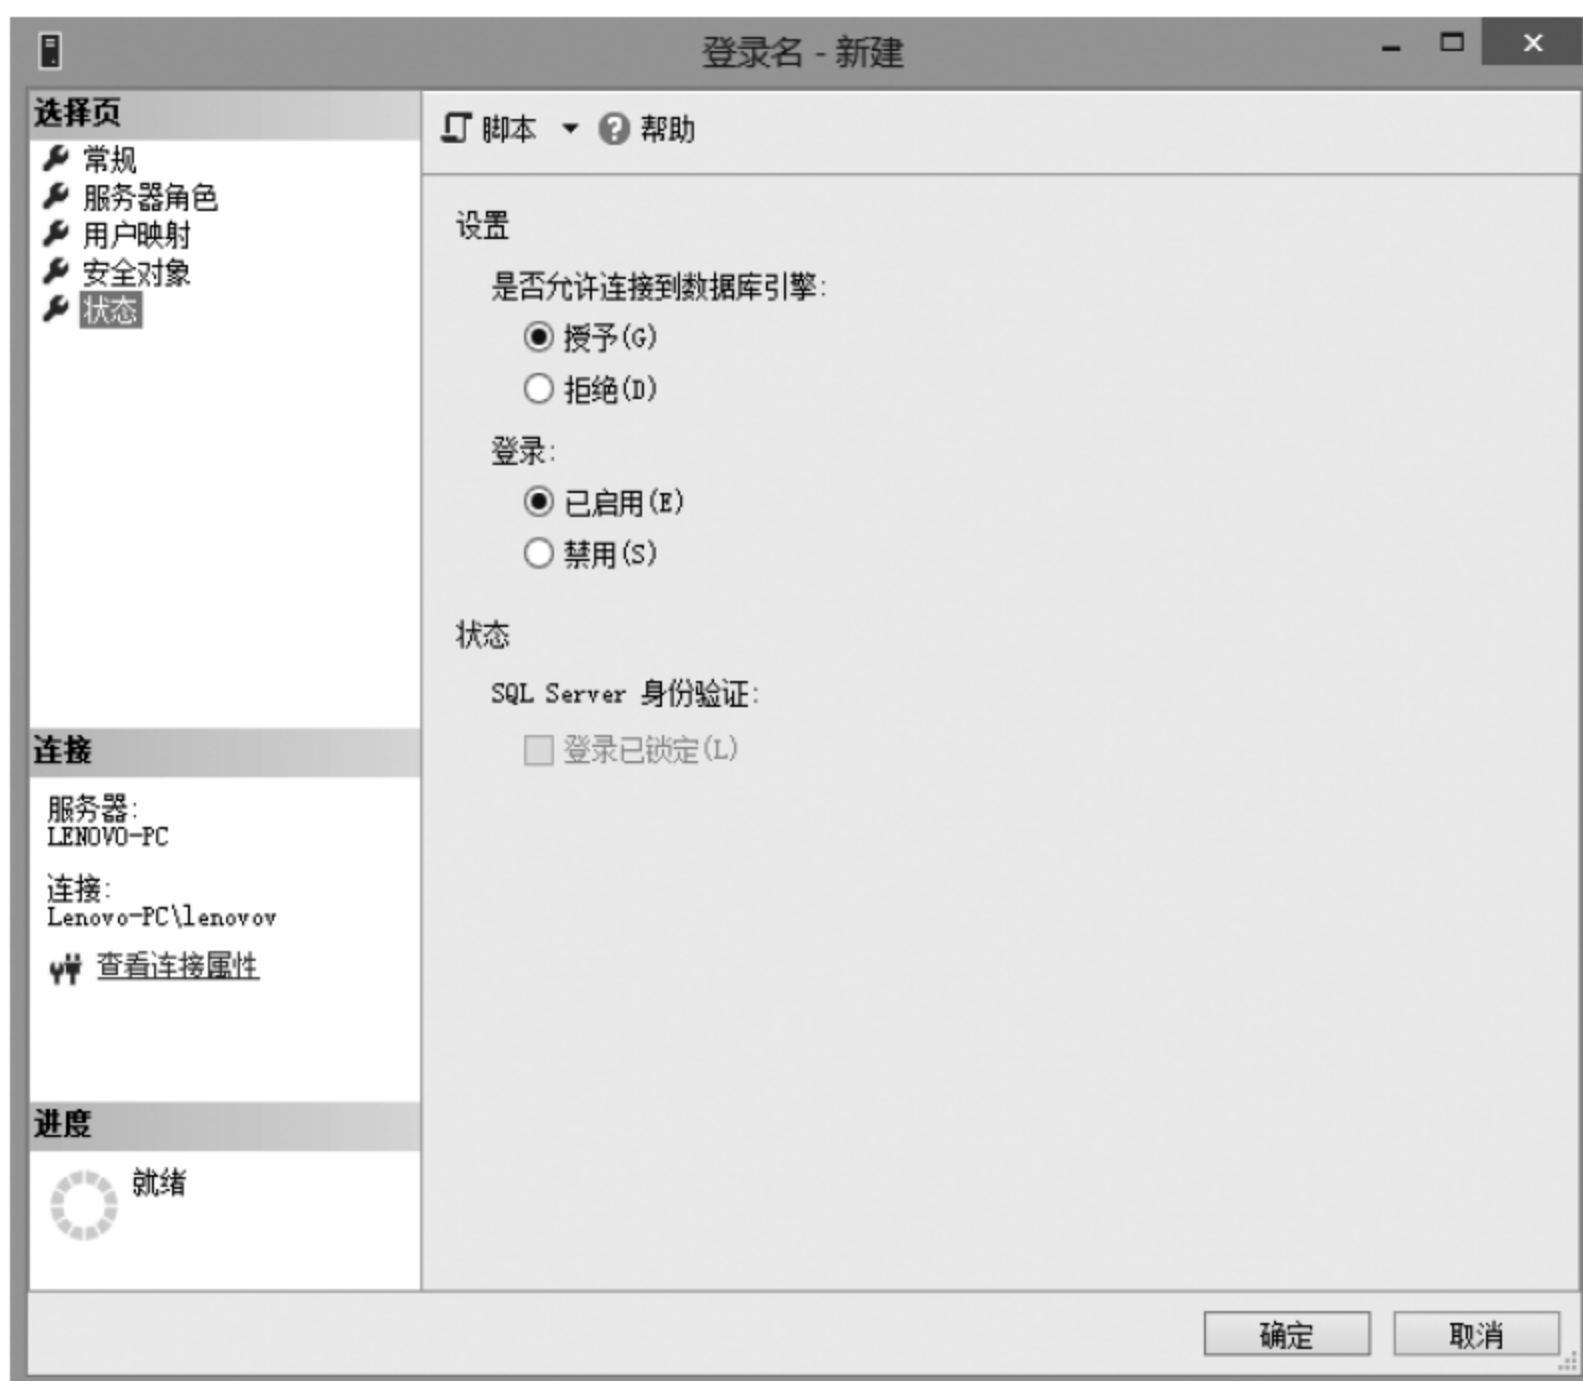 登录名 - 新建
选择页
常规
服务器角色
用户映射
安全对象
状态
脚本
帮助
设置
是否允许连接到数据库引擎:
授予(G)
拒绝(D)
登录:
已启用(E)
禁用(S)
状态
SQL Server 身份验证:
登录已锁定(L)
连接
服务器:
LENOVO-PC
连接:
Lenovo-PC\lenovov
查看连接属性
进度
就绪
确定
取消